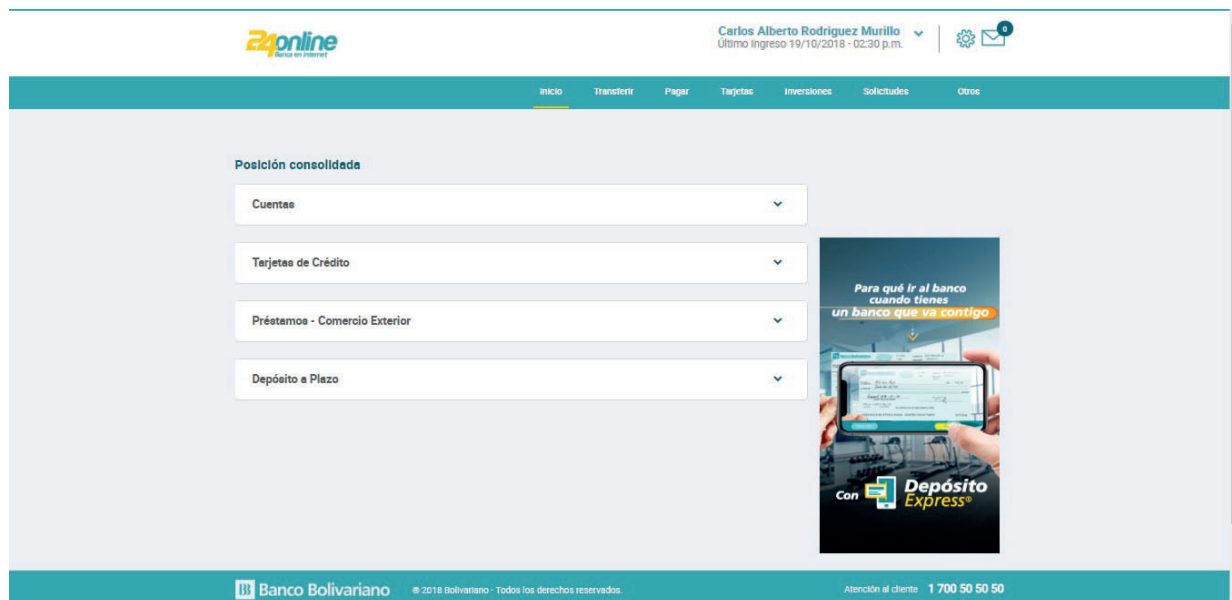 24online
Banca en Internet
Carlos Alberto Rodriguez Murillo
Último Ingreso 19/10/2018 - 02:30 p.m.
0
Inicio Transferir Pagar Tarjetas Inversiones Solicitudes Otros
Posición consolidada
Cuentas
Tarjetas de Crédito
Préstamos - Comercio Exterior
Depósito a Plazo
Para qué ir al banco
cuando tienes
un banco que va contigo
Con Depósito
Express®
Banco Bolivariano © 2018 Bolivariano - Todos los derechos reservados. Atención al cliente 1 700 50 50 50